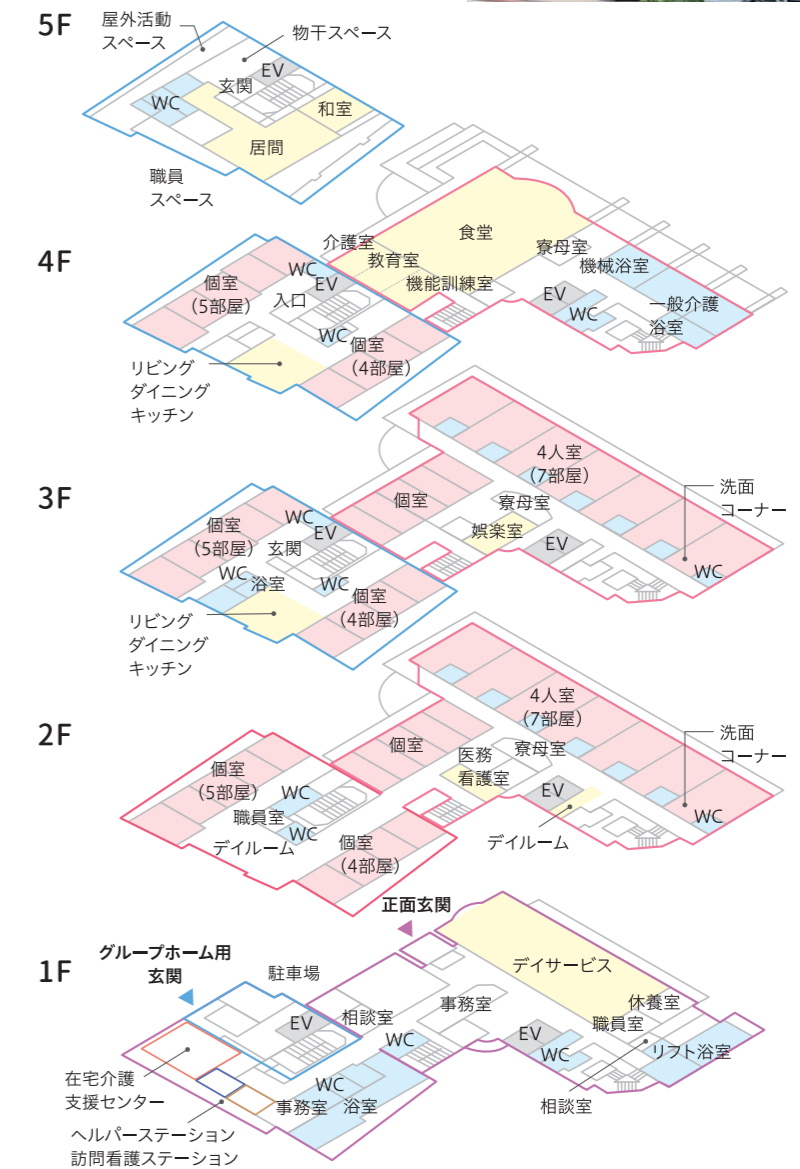 5F
屋外活動
スペース
物干スペース
EV
玄関
WC
和室
居間
職員
スペース
4F
介護室
食堂
教育室
機能訓練室
寮母室
機械浴室
EV
WC
一般介護
浴室
個室
（5部屋）
WC
EV
入口
WC
個室
（4部屋）
リビング
ダイニング
キッチン
3F
4人室
（7部屋）
個室
寮母室
娯楽室
EV
洗面
コーナー
WC
個室
（5部屋）
WC
EV
玄関
WC
浴室
WC
個室
（4部屋）
リビング
ダイニング
キッチン
2F
4人室
（7部屋）
個室
医務
看護室
寮母室
EV
デイルーム
洗面
コーナー
WC
個室
（5部屋）
WC
職員室
WC
デイルーム
個室
（4部屋）
1F
正面玄関
グループホーム用
玄関
駐車場
デイサービス
EV
相談室
事務室
休養室
職員室
WC
EV
WC
リフト浴室
相談室
在宅介護
支援センター
WC
事務室
浴室
ヘルパーステーション
訪問看護ステーション